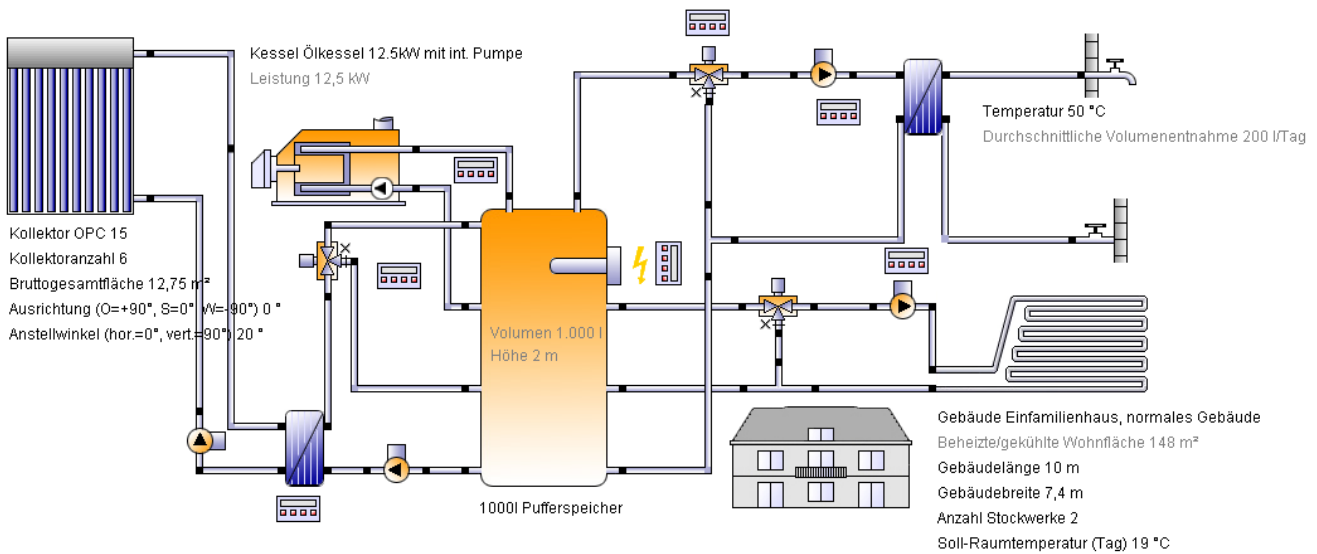 Kessel Ölkessel 12.5kW mit int. Pumpe
Leistung 12,5 kW
Temperatur 50 °C
Durchschnittliche Volumenentnahme 200 l/Tag
Kollektor OPC 15
Kollektoranzahl 6
Bruttogesamtfläche 12,75 m²
Ausrichtung (O=+90°, S=0°, W=-90°) 0 °
Anstellwinkel (hor.=0°, vert.=90°) 20 °
Volumen 1.000 l
Höhe 2 m
1000l Pufferspeicher
Gebäude Einfamilienhaus, normales Gebäude
Beheizte/gekühlte Wohnfläche 148 m²
Gebäudelänge 10 m
Gebäudebreite 7,4 m
Anzahl Stockwerke 2
Soll-Raumtemperatur (Tag) 19 °C